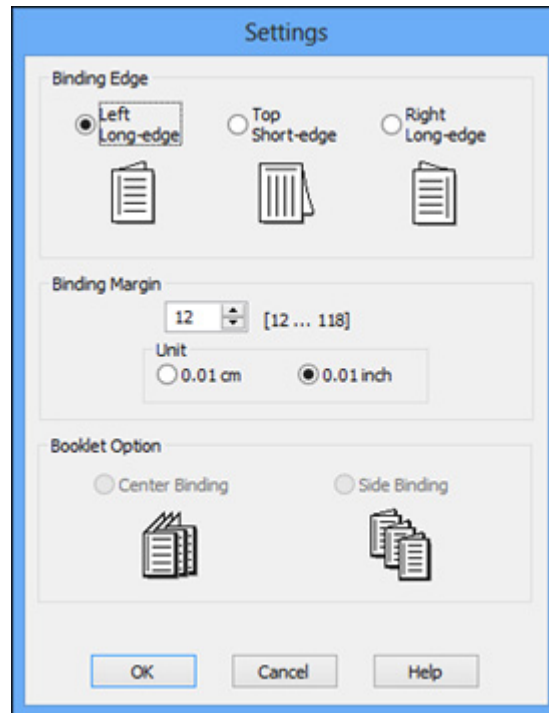 Settings
Binding Edge
Left
Long-edge
Top
Short-edge
Right
Long-edge
Binding Margin
12 [12 ... 118]
Unit
0.01 cm 0.01 inch
Booklet Option
Center Binding Side Binding
OK Cancel Help